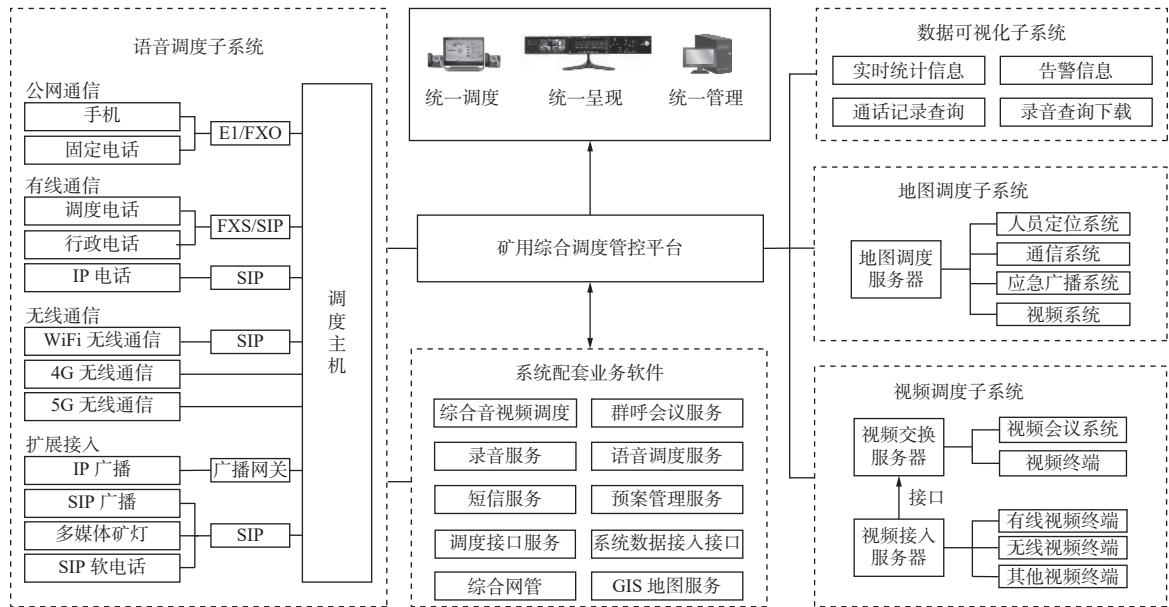 语音调度子系统
公网通信
手机
固定电话
E1/FXO
有线通信
调度电话
行政电话
FXS/SIP
IP 电话
SIP
无线通信
WiFi 无线通信
SIP
4G 无线通信
5G 无线通信
扩展接入
IP 广播
广播网关
SIP 广播
多媒体矿灯
SIP
SIP 软电话
调度主机
统一调度
统一呈现
统一管理
矿用综合调度管控平台
系统配套业务软件
综合音视频调度
群呼会议服务
录音服务
语音调度服务
短信服务
预案管理服务
调度接口服务
系统数据接入接口
综合网管
GIS 地图服务
数据可视化子系统
实时统计信息
告警信息
通话记录查询
录音查询下载
地图调度子系统
地图调度
服务器
人员定位系统
通信系统
应急广播系统
视频系统
视频调度子系统
视频交换
服务器
视频会议系统
视频终端
接口
视频接入
服务器
有线视频终端
无线视频终端
其他视频终端